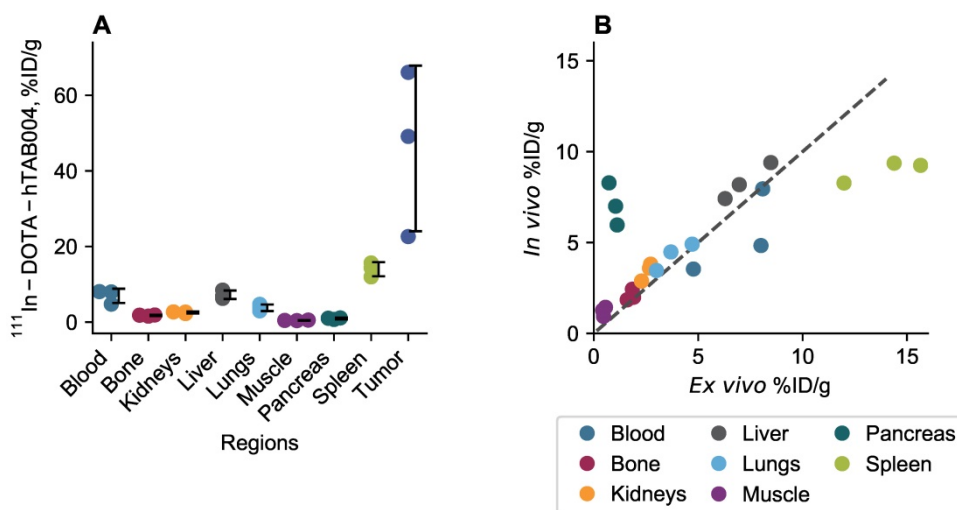 A
¹¹¹In – DOTA – hTAB004, %ID/g
60
40
20
0
Blood
Bone
Kidneys
Liver
Lungs
Muscle
Pancreas
Spleen
Tumor
Regions
B
In vivo %ID/g
15
10
5
0
0
5
10
15
Ex vivo %ID/g
Blood
Liver
Pancreas
Bone
Lungs
Spleen
Kidneys
Muscle